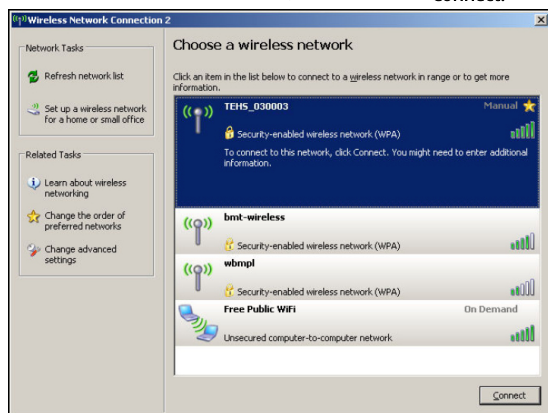 connect.
Wireless Network Connection 2
Network Tasks
Refresh network list
Set up a wireless network
for a home or small office
Related Tasks
Learn about wireless
networking
Change the order of
preferred networks
Change advanced
settings
Choose a wireless network
Click an item in the list below to connect to a wireless network in range or to get more
information.
TEHS_030003 Manual
Security-enabled wireless network (WPA)
To connect to this network, click Connect. You might need to enter additional
information.
bmt-wireless
Security-enabled wireless network (WPA)
wbmpl
Security-enabled wireless network (WPA)
Free Public WiFi On Demand
Unsecured computer-to-computer network
Connect